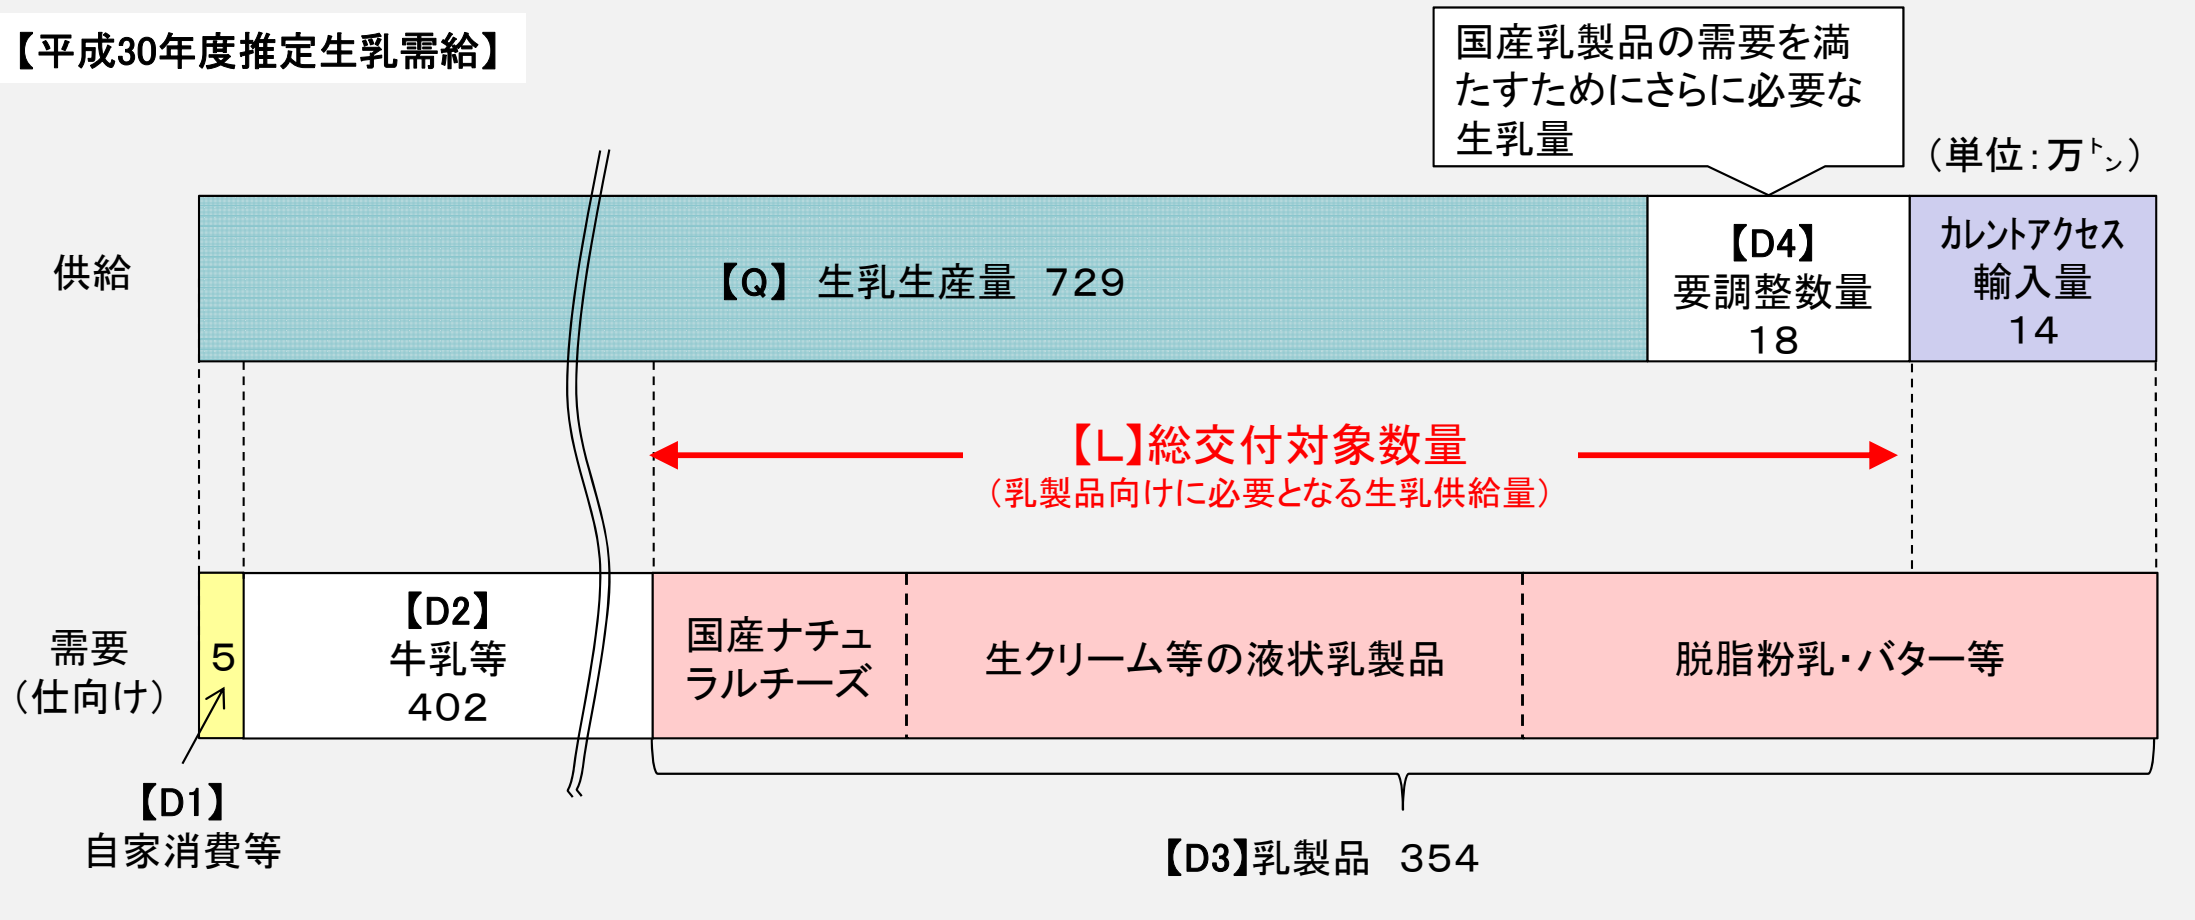 【平成30年度推定生乳需給】
国産乳製品の需要を満
たすためにさらに必要な
生乳量
（単位：万㌧）
供給
【Q】 生乳生産量 ７２９
【D4】
要調整数量
１８
カレントアクセス
輸入量
１４
【Ｌ】総交付対象数量
（乳製品向けに必要となる生乳供給量）
需要
（仕向け）
５
【D2】
牛乳等
４０２
国産ナチュ
ラルチーズ
生クリーム等の液状乳製品
脱脂粉乳・バター等
【D1】
自家消費等
【D3】乳製品 ３５４